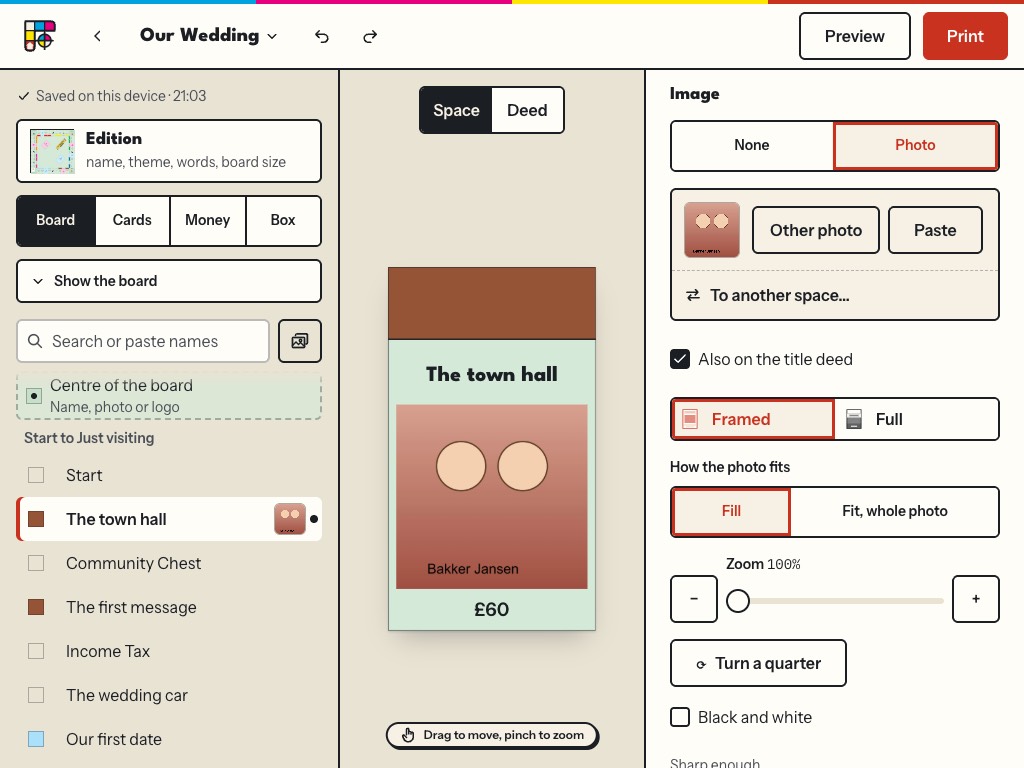 Our Wedding
Preview
Print
Saved on this device · 21:03
Edition
name, theme, words, board size
Board
Cards
Money
Box
Show the board
Search or paste names
Centre of the board
Name, photo or logo
Start to Just visiting
Start
The town hall
Community Chest
The first message
Income Tax
The wedding car
Our first date
Space
Deed
The town hall
Bakker Jansen
£60
Drag to move, pinch to zoom
Image
None
Photo
Other photo
Paste
To another space...
Also on the title deed
Framed
Full
How the photo fits
Fill
Fit, whole photo
Zoom 100%
−
+
Turn a quarter
Black and white
Sharp enough